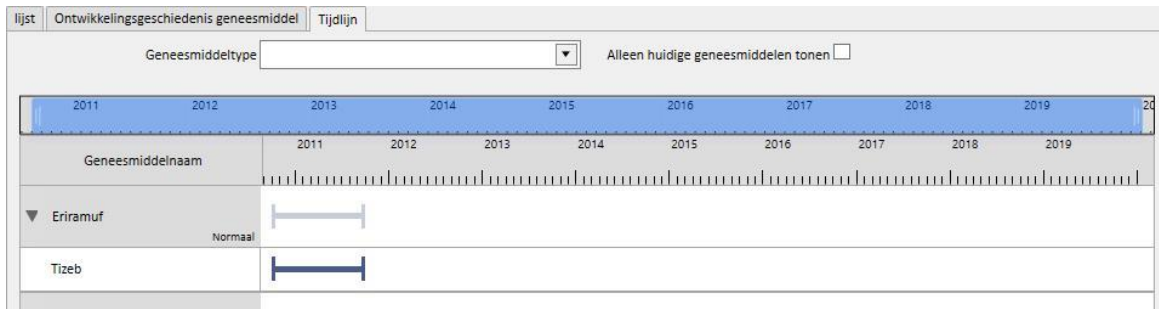 lijst Ontwikkelingsgeschiedenis geneesmiddel Tijdlijn
Geneesmiddeltype Alleen huidige geneesmiddelen tonen
2011 2012 2013 2014 2015 2016 2017 2018 2019 20
Geneesmiddelnaam 2011 2012 2013 2014 2015 2016 2017 2018 2019
Eriramuf
Normaal
Tizeb